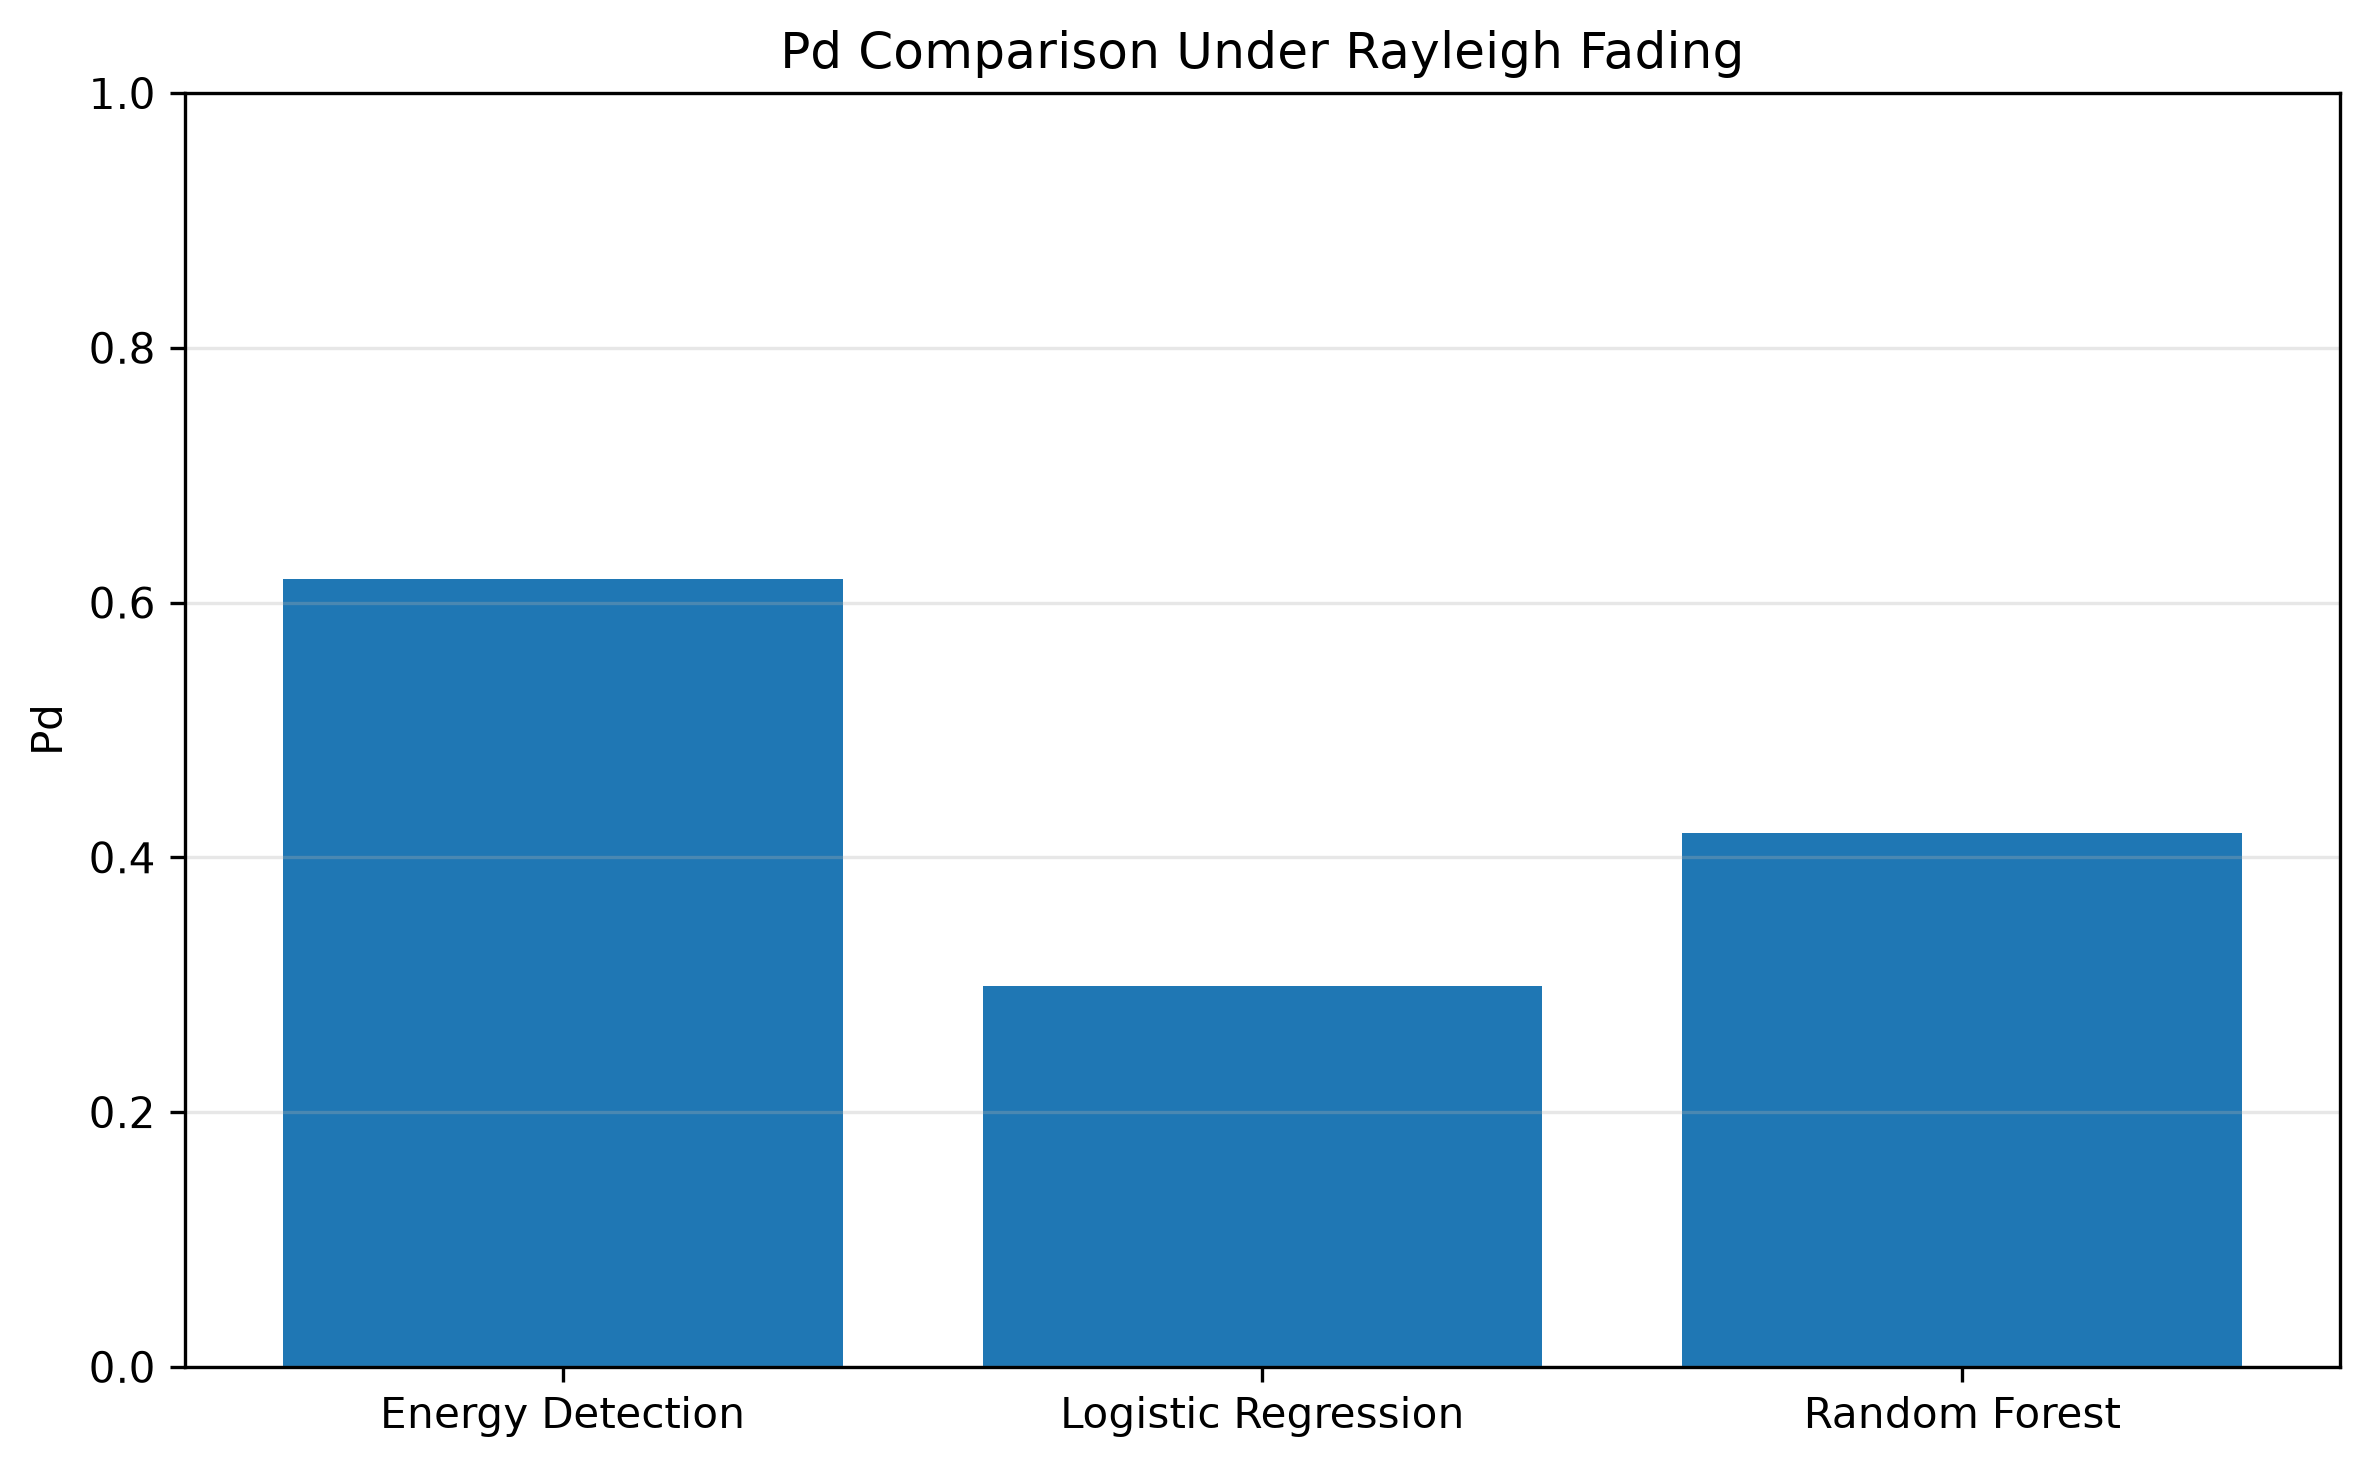 Pd Comparison Under Rayleigh Fading
1.0
0.8
0.6
0.4
0.2
0.0
Pd
Energy Detection
Logistic Regression
Random Forest